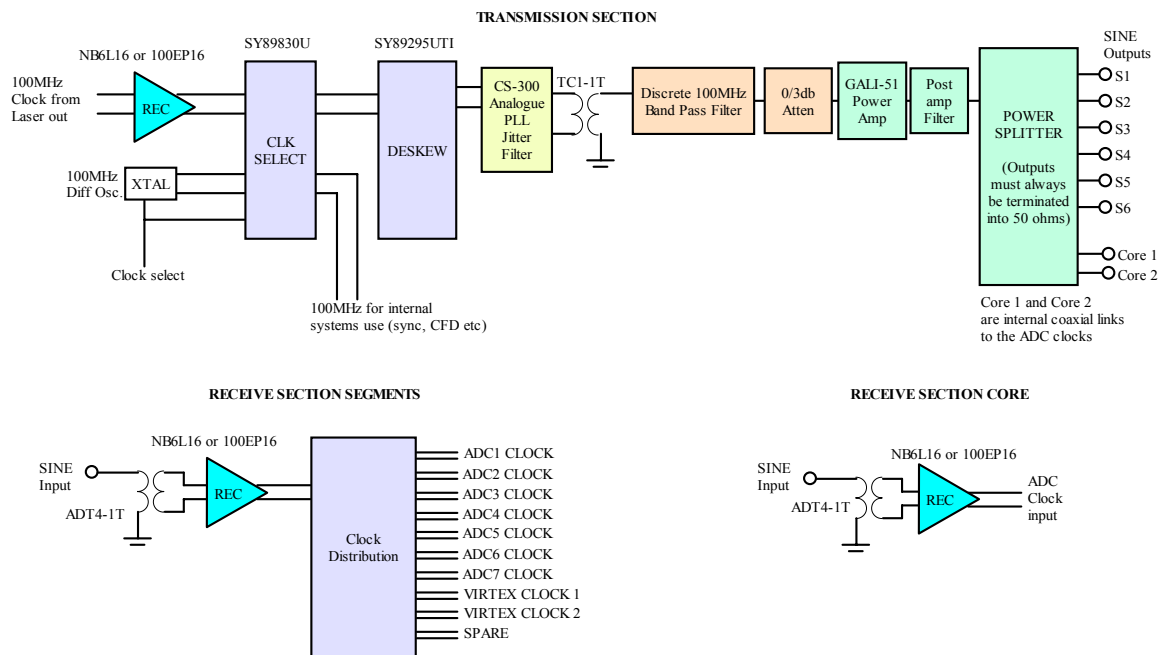 TRANSMISSION SECTION
NB6L16 or 100EP16
SY89830U
SY89295UTI
SINE
Outputs
100MHz
Clock from
Laser out
REC
CLK
SELECT
DESKEW
CS-300
Analogue
PLL
Jitter
Filter
TC1-1T
Discrete 100MHz
Band Pass Filter
0/3db
Atten
GALI-51
Power
Amp
Post
amp
Filter
POWER
SPLITTER
(Outputs
must always
be terminated
into 50 ohms)
S1
S2
S3
S4
S5
S6
Core 1
Core 2
100MHz
Diff Osc.
XTAL
Clock select
100MHz for internal
systems use (sync, CFD etc)
Core 1 and Core 2
are internal coaxial links
to the ADC clocks
RECEIVE SECTION SEGMENTS
NB6L16 or 100EP16
SINE
Input
ADT4-1T
REC
Clock
Distribution
ADC1 CLOCK
ADC2 CLOCK
ADC3 CLOCK
ADC4 CLOCK
ADC5 CLOCK
ADC6 CLOCK
ADC7 CLOCK
VIRTEX CLOCK 1
VIRTEX CLOCK 2
SPARE
RECEIVE SECTION CORE
NB6L16 or 100EP16
SINE
Input
ADT4-1T
REC
ADC
Clock
input